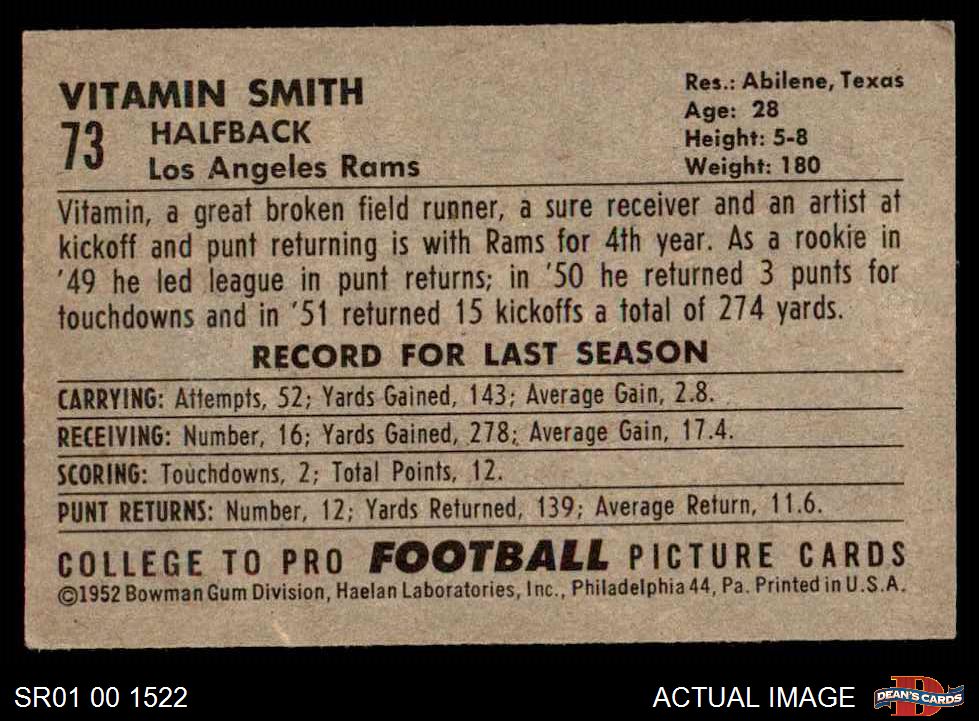 VITAMIN SMITH
73 HALFBACK
Los Angeles Rams
Res.: Abilene, Texas
Age: 28
Height: 5-8
Weight: 180
Vitamin, a great broken field runner, a sure receiver and an artist at
kickoff and punt returning is with Rams for 4th year. As a rookie in
'49 he led league in punt returns; in '50 he returned 3 punts for
touchdowns and in '51 returned 15 kickoffs a total of 274 yards.
RECORD FOR LAST SEASON
CARRYING: Attempts, 52; Yards Gained, 143; Average Gain, 2.8.
RECEIVING: Number, 16; Yards Gained, 278; Average Gain, 17.4.
SCORING: Touchdowns, 2; Total Points, 12.
PUNT RETURNS: Number, 12; Yards Returned, 139; Average Return, 11.6.
COLLEGE TO PRO FOOTBALL PICTURE CARDS
©1952 Bowman Gum Division, Haelan Laboratories, Inc., Philadelphia 44, Pa. Printed in U.S.A.
SR01 00 1522
ACTUAL IMAGE
D
DEAN'S CARDS